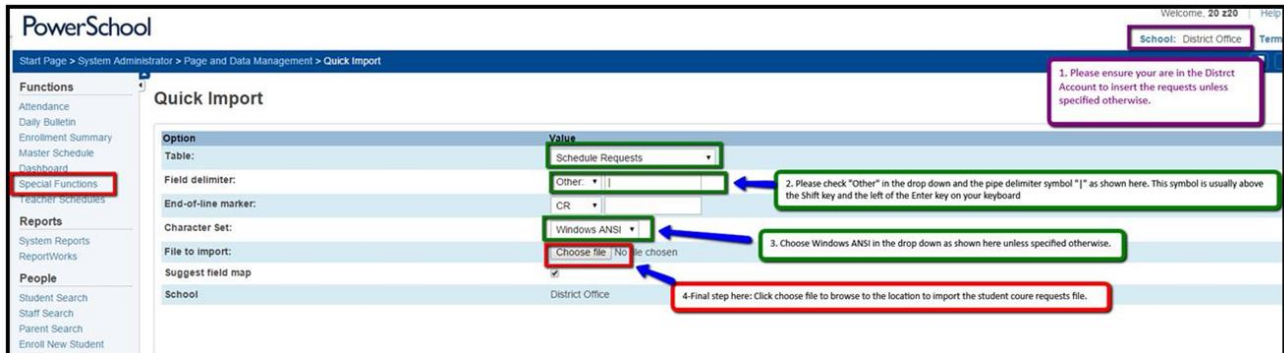 Welcome, 20 z20 | Help
PowerSchool
School: District Office Term
Start Page > System Administrator > Page and Data Management > Quick Import
1. Please ensure your are in the Distrct
Account to insert the requests unless
specified otherwise.
Functions
Attendance
Daily Bulletin
Enrollment Summary
Master Schedule
Dashboard
Special Functions
Teacher Schedules
Reports
System Reports
ReportWorks
People
Student Search
Staff Search
Parent Search
Enroll New Student
Quick Import
Option Value
Table: Schedule Requests
Field delimiter: Other: |
2. Please check "Other" in the drop down and the pipe delimiter symbol "|" as shown here. This symbol is usually above
the Shift key and the left of the Enter key on your keyboard
End-of-line marker: CR
Character Set: Windows ANSI
3. Choose Windows ANSI in the drop down as shown here unless specified otherwise.
File to import: Choose file No file chosen
Suggest field map
School District Office
4-Final step here: Click choose file to browse to the location to import the student coure requests file.